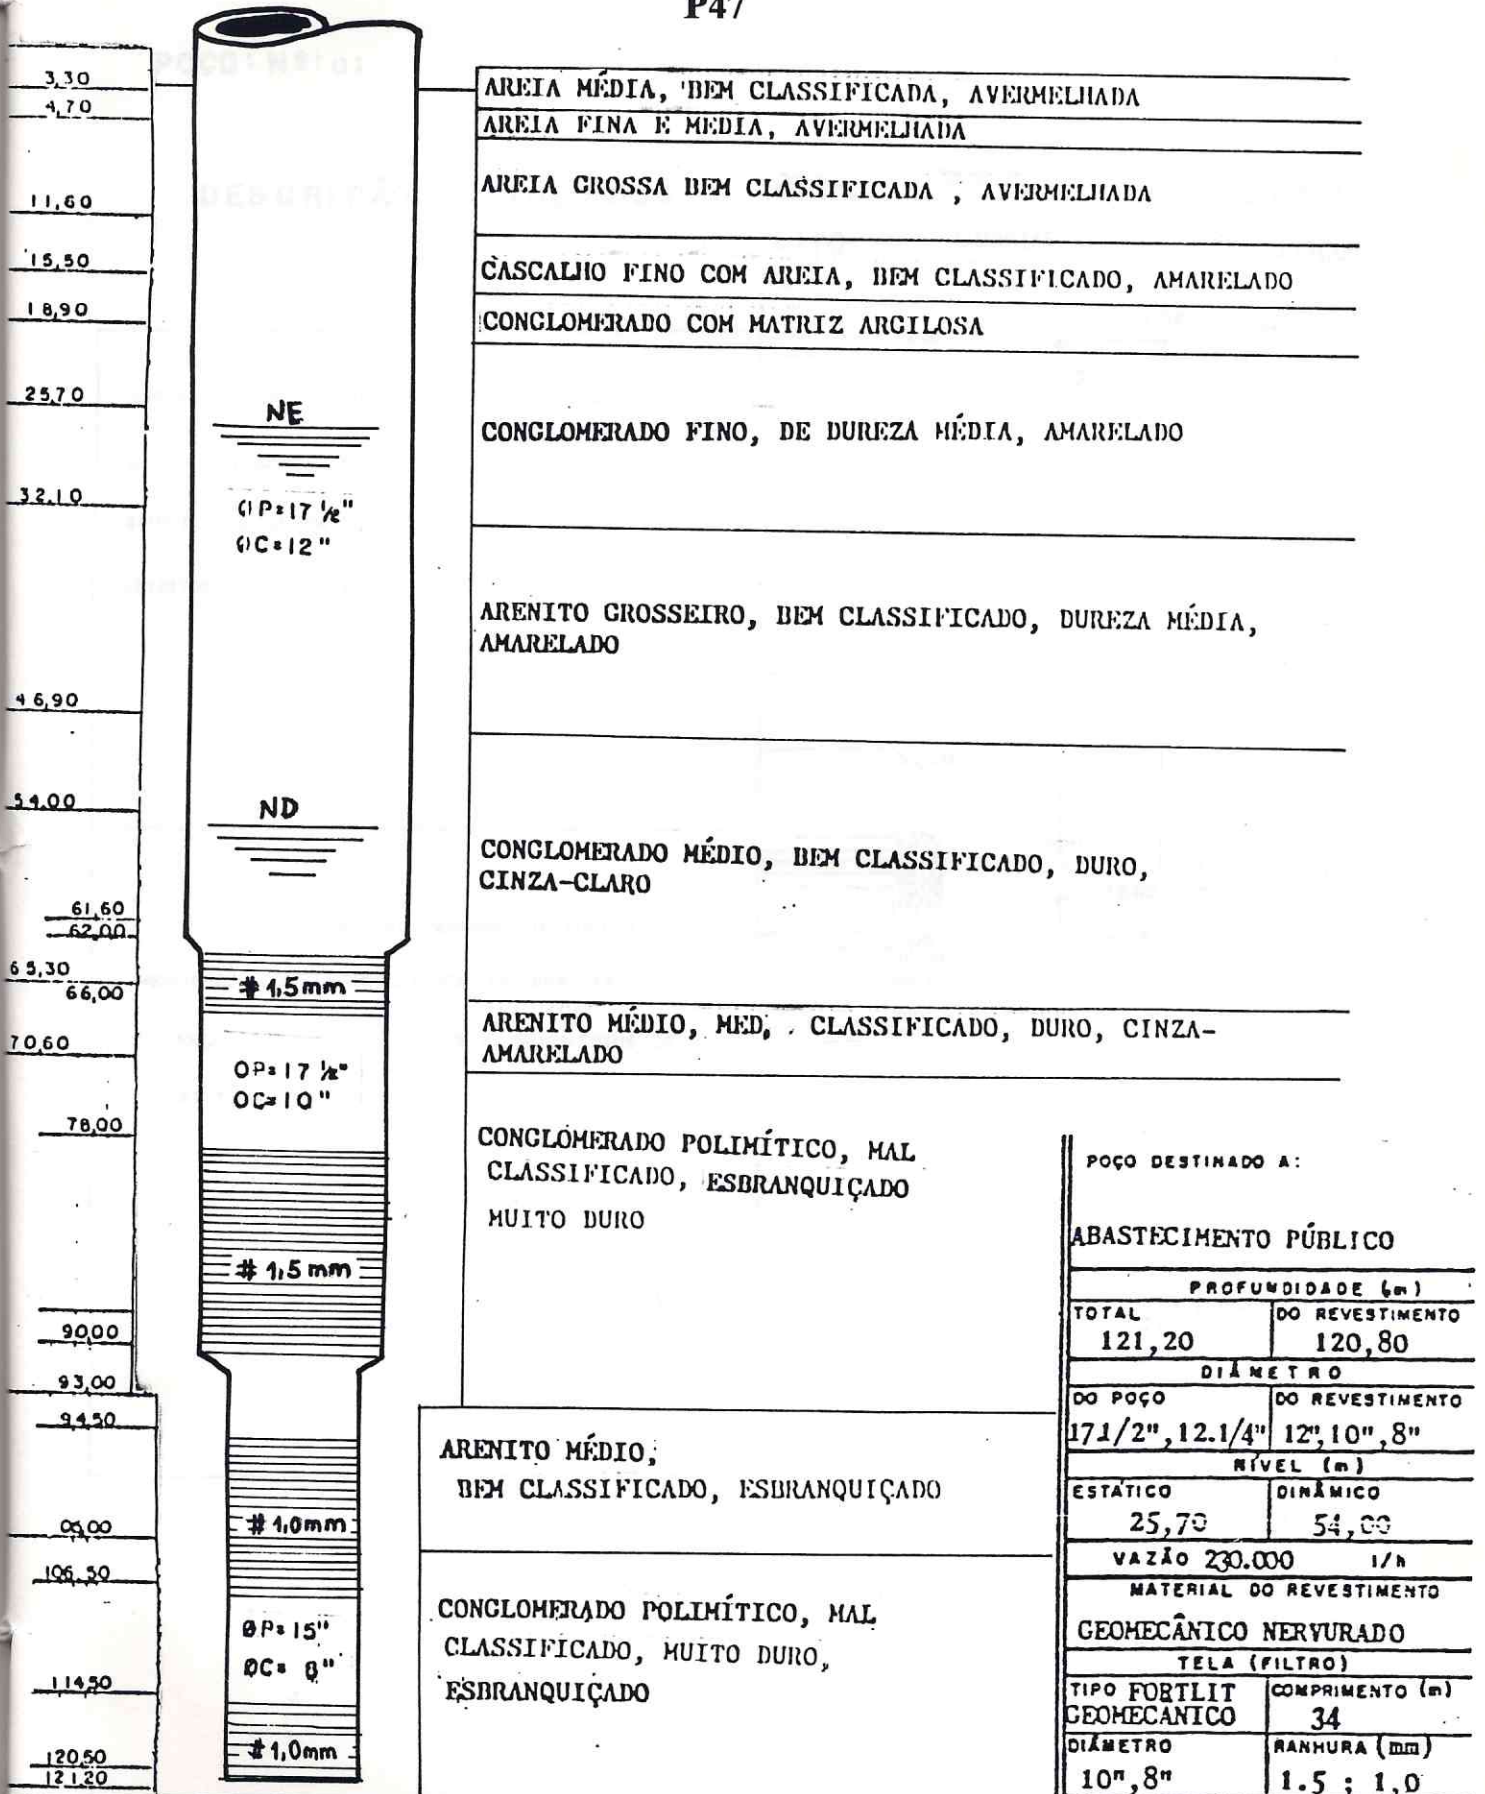 P47
3,30
4,70
11,60
15,50
18,90
25,70
32,10
46,90
54,00
61,60
62,00
65,30
66,00
70,60
78,00
90,00
93,00
94,50
106,50
114,50
120,50
121,20
NE
ØP=17 1/2"
ØC=12"
ND
# 1,5mm
OP=17 1/2"
OC=10"
# 1,5mm
# 1,0mm
ØP=15"
ØC= 8"
# 1,0mm
AREIA MÉDIA, BEM CLASSIFICADA, AVERMELHADA
AREIA FINA E MEDIA, AVERMELHADA
AREIA GROSSA BEM CLASSIFICADA , AVERMELHADA
CASCALHO FINO COM AREIA, BEM CLASSIFICADO, AMARELADO
CONGLOMERADO COM MATRIZ ARGILOSA
CONGLOMERADO FINO, DE DUREZA MÉDIA, AMARELADO
ARENITO GROSSEIRO, BEM CLASSIFICADO, DUREZA MÉDIA,
AMARELADO
CONGLOMERADO MÉDIO, BEM CLASSIFICADO, DURO,
CINZA-CLARO
ARENITO MÉDIO, MED, . CLASSIFICADO, DURO, CINZA-
AMARELADO
CONGLOMERADO POLIMÍTICO, MAL
CLASSIFICADO, ESBRANQUIÇADO
MUITO DURO
ARENITO MÉDIO,
BEM CLASSIFICADO, ESBRANQUIÇADO
CONGLOMERADO POLIMÍTICO, MAL
CLASSIFICADO, MUITO DURO,
ESBRANQUIÇADO
POÇO DESTINADO A:
ABASTECIMENTO PÚBLICO
PROFUNDIDADE (m)
TOTAL DO REVESTIMENTO
121,20 120,80
DIÂMETRO
DO POÇO DO REVESTIMENTO
171/2",12.1/4" 12",10",8"
NÍVEL (m)
ESTÁTICO DINÂMICO
25,70 54,00
VAZÃO 230.000 l/h
MATERIAL DO REVESTIMENTO
GEOMECÂNICO NERVURADO
TELA (FILTRO)
TIPO FORTLIT COMPRIMENTO (m)
GEOMECANICO 34
DIÂMETRO RANHURA (mm)
10",8" 1.5 ; 1,0